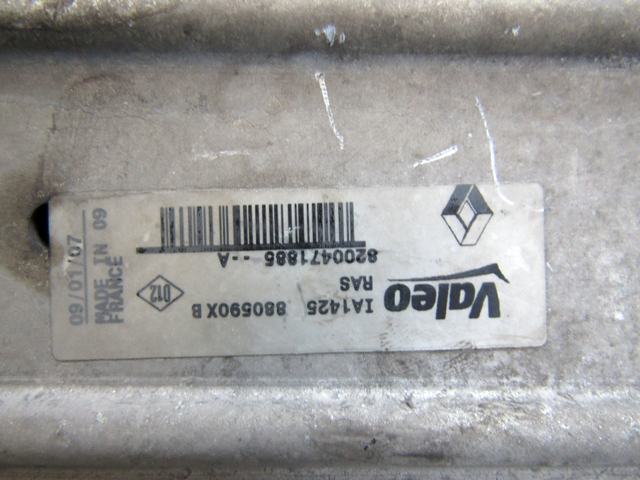 Valeo
IA1425 880590X B
RAS
8200471885 --A
D12
09/01/07
MADE IN 09
FRANCE